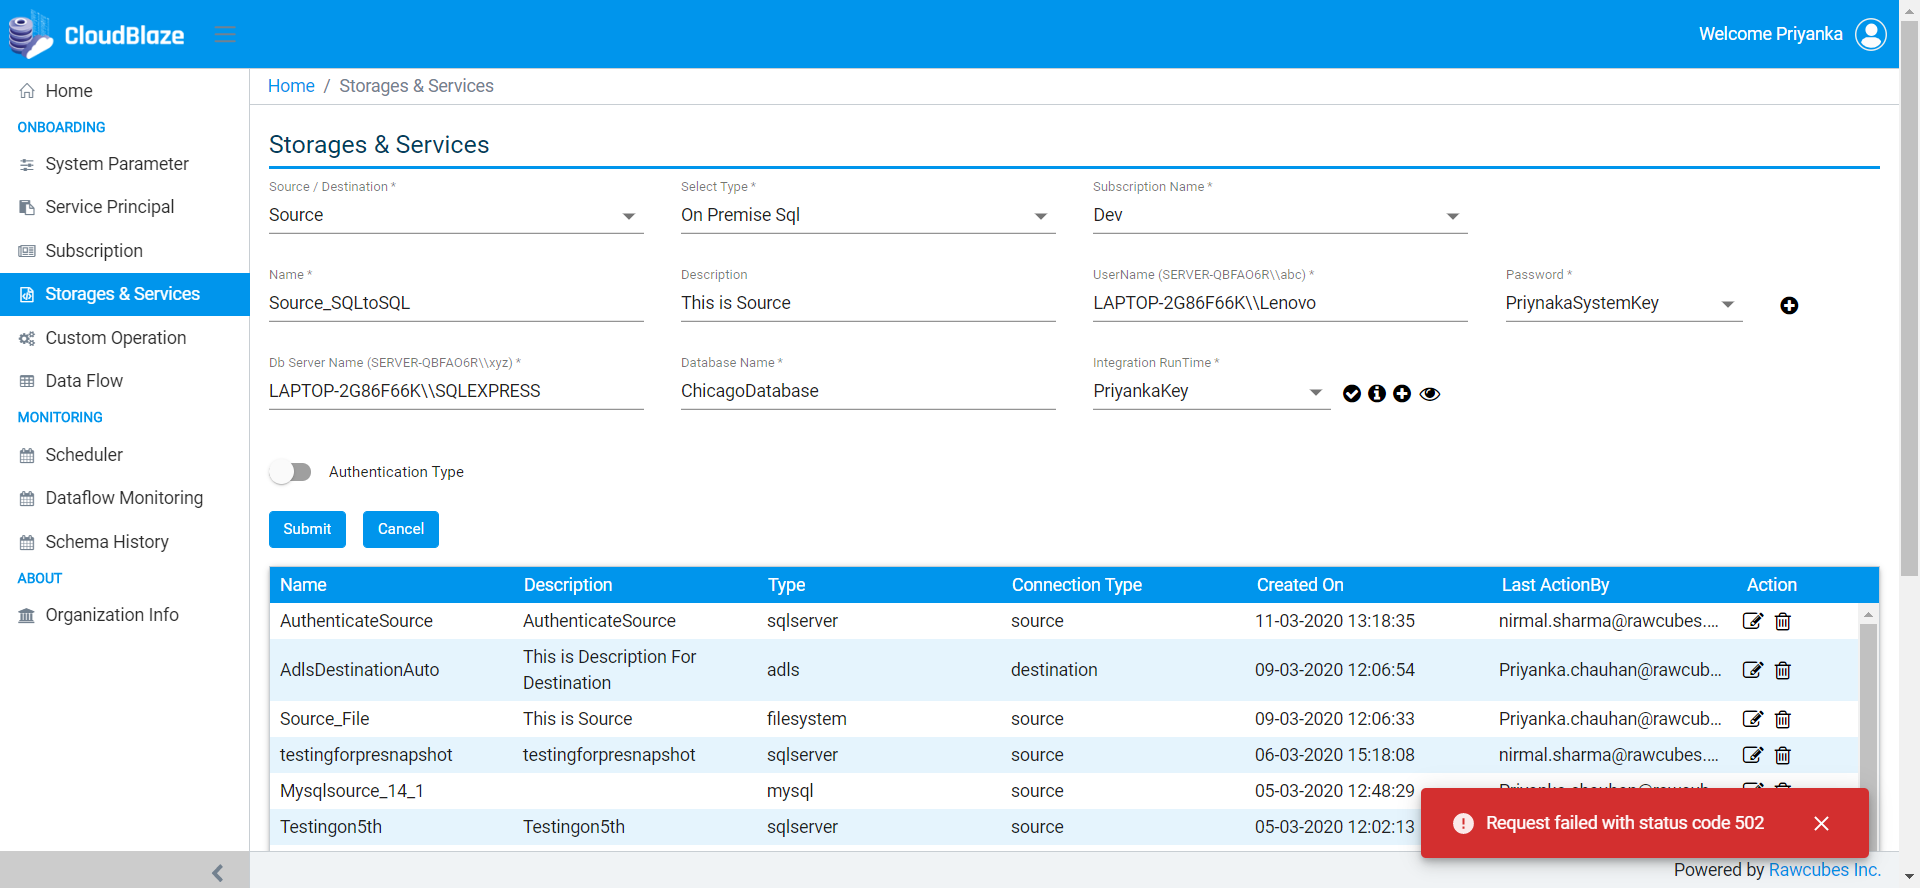 CloudBlaze
Welcome Priyanka
Home
ONBOARDING
System Parameter
Service Principal
Subscription
Storages & Services
Custom Operation
Data Flow
MONITORING
Scheduler
Dataflow Monitoring
Schema History
ABOUT
Organization Info
Home / Storages & Services
Storages & Services
Source / Destination * Select Type * Subscription Name *
Source On Premise Sql Dev
Name * Description UserName (SERVER-QBFAO6R\\abc) * Password *
Source_SQLtoSQL This is Source LAPTOP-2G86F66K\\Lenovo PriynakaSystemKey
Db Server Name (SERVER-QBFAO6R\\xyz) * Database Name * Integration RunTime *
LAPTOP-2G86F66K\\SQLEXPRESS ChicagoDatabase PriyankaKey
Authentication Type
Submit Cancel
Name Description Type Connection Type Created On Last ActionBy Action
AuthenticateSource AuthenticateSource sqlserver source 11-03-2020 13:18:35 nirmal.sharma@rawcubes....
AdlsDestinationAuto This is Description For Destination adls destination 09-03-2020 12:06:54 Priyanka.chauhan@rawcub...
Source_File This is Source filesystem source 09-03-2020 12:06:33 Priyanka.chauhan@rawcub...
testingforpresnapshot testingforpresnapshot sqlserver source 06-03-2020 15:18:08 nirmal.sharma@rawcubes....
Mysqlsource_14_1 mysql source 05-03-2020 12:48:29
Testingon5th Testingon5th sqlserver source 05-03-2020 12:02:13
Request failed with status code 502
Powered by Rawcubes Inc.